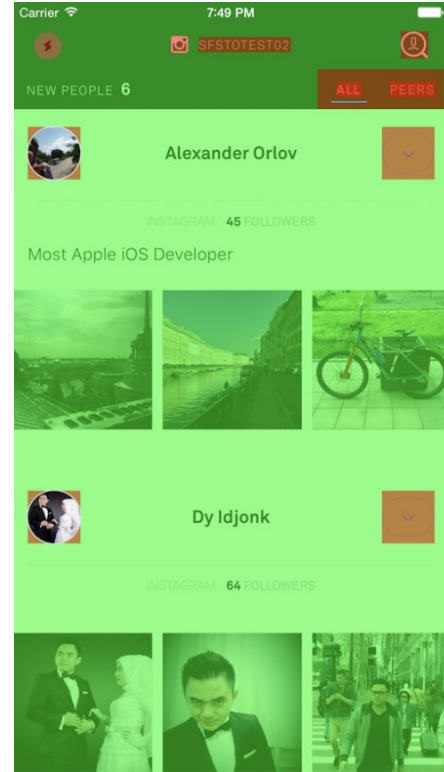 Carrier 7:49 PM
SFSTOTEST02
NEW PEOPLE 6 ALL PEERS
Alexander Orlov
INSTAGRAM 45 FOLLOWERS
Most Apple iOS Developer
Dy Idjonk
INSTAGRAM 64 FOLLOWERS